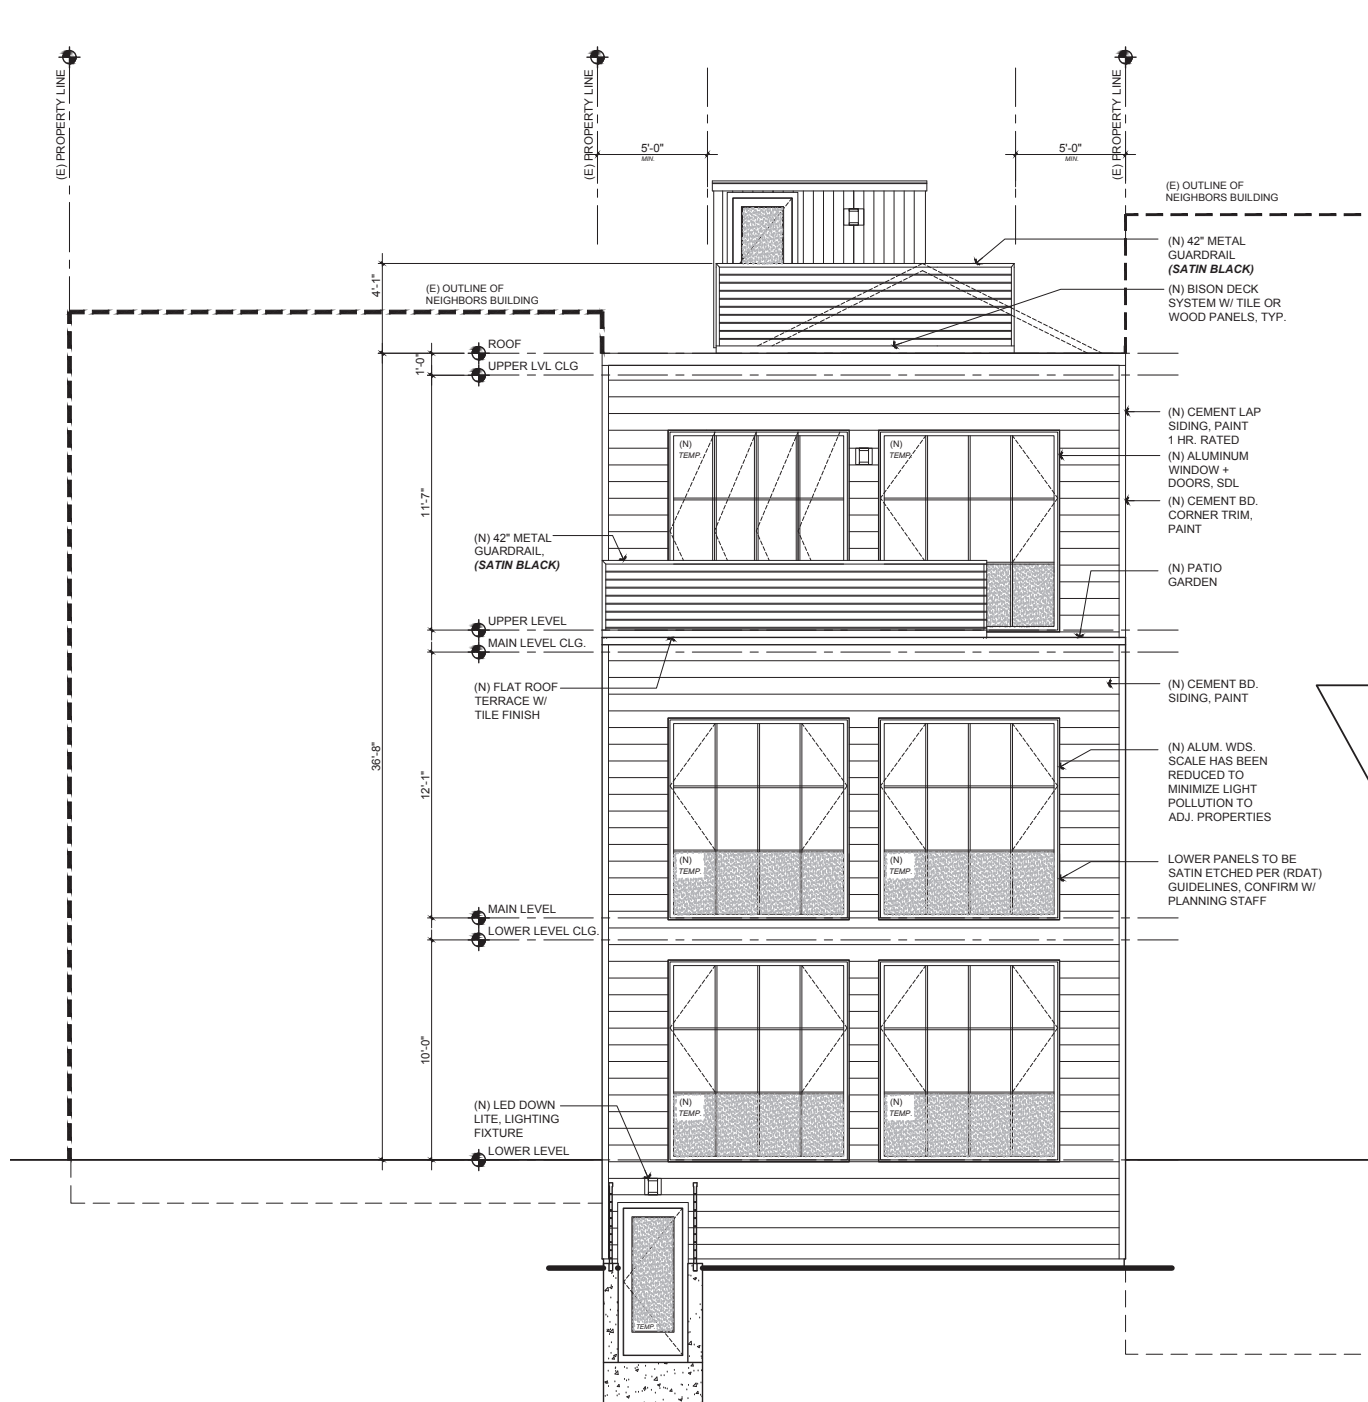 (E) PROPERTY LINE
(E) PROPERTY LINE
(E) PROPERTY LINE
5'-0"
MIN.
5'-0"
MIN.
(E) OUTLINE OF
NEIGHBORS BUILDING
(N) 42" METAL
GUARDRAIL
(SATIN BLACK)
(N) BISON DECK
SYSTEM W/ TILE OR
WOOD PANELS, TYP.
4'-1"
(E) OUTLINE OF
NEIGHBORS BUILDING
ROOF
1'-0"
UPPER LVL CLG
(N) CEMENT LAP
SIDING, PAINT
1 HR. RATED
(N) ALUMINUM
WINDOW +
DOORS, SDL
(N) CEMENT BD.
CORNER TRIM,
PAINT
(N)
TEMP.
(N)
TEMP.
11'-7"
(N) 42" METAL
GUARDRAIL,
(SATIN BLACK)
(N) PATIO
GARDEN
UPPER LEVEL
MAIN LEVEL CLG.
(N) FLAT ROOF
TERRACE W/
TILE FINISH
(N) CEMENT BD.
SIDING, PAINT
36'-8"
12'-1"
(N) ALUM. WDS.
SCALE HAS BEEN
REDUCED TO
MINIMIZE LIGHT
POLLUTION TO
ADJ. PROPERTIES
(N)
TEMP.
(N)
TEMP.
LOWER PANELS TO BE
SATIN ETCHED PER (RDAT)
GUIDELINES, CONFIRM W/
PLANNING STAFF
MAIN LEVEL
LOWER LEVEL CLG.
10'-0"
(N)
TEMP.
(N)
TEMP.
(N) LED DOWN
LITE, LIGHTING
FIXTURE
LOWER LEVEL
TEMP.